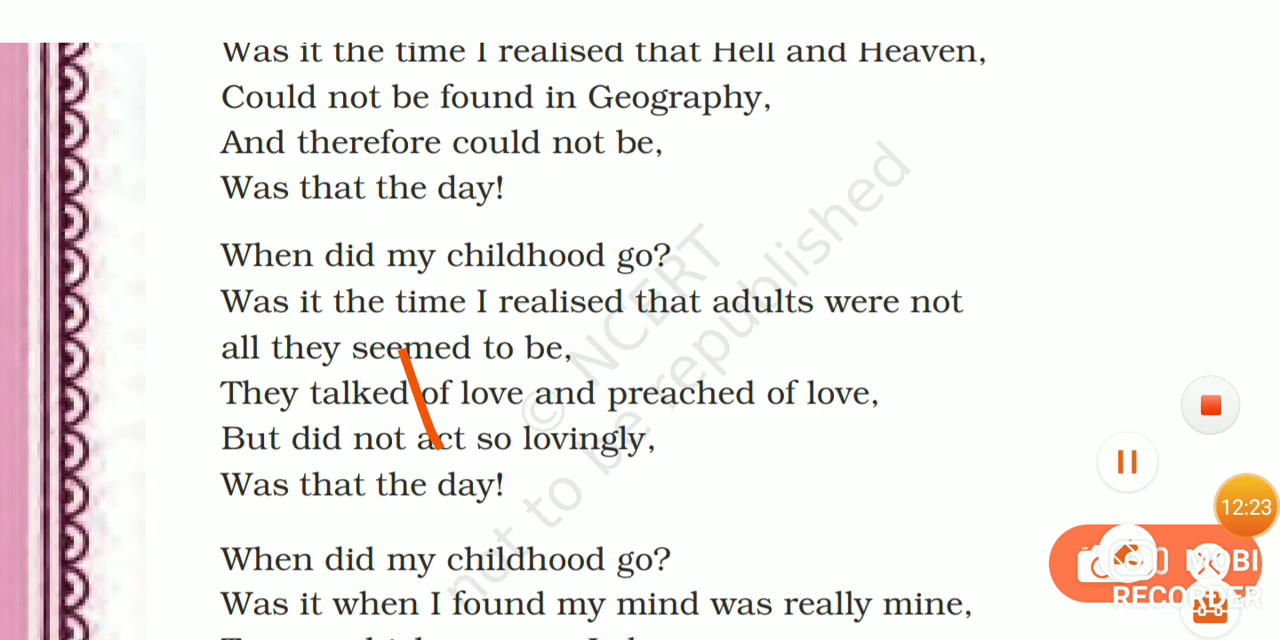 Was it the time I realised that Hell and Heaven,
Could not be found in Geography,
And therefore could not be,
Was that the day!
When did my childhood go?
Was it the time I realised that adults were not
all they seemed to be,
They talked of love and preached of love,
But did not act so lovingly,
Was that the day!
When did my childhood go?
Was it when I found my mind was really mine,
© NCERT
not to be republished
12:23
MOBI
RECORDER